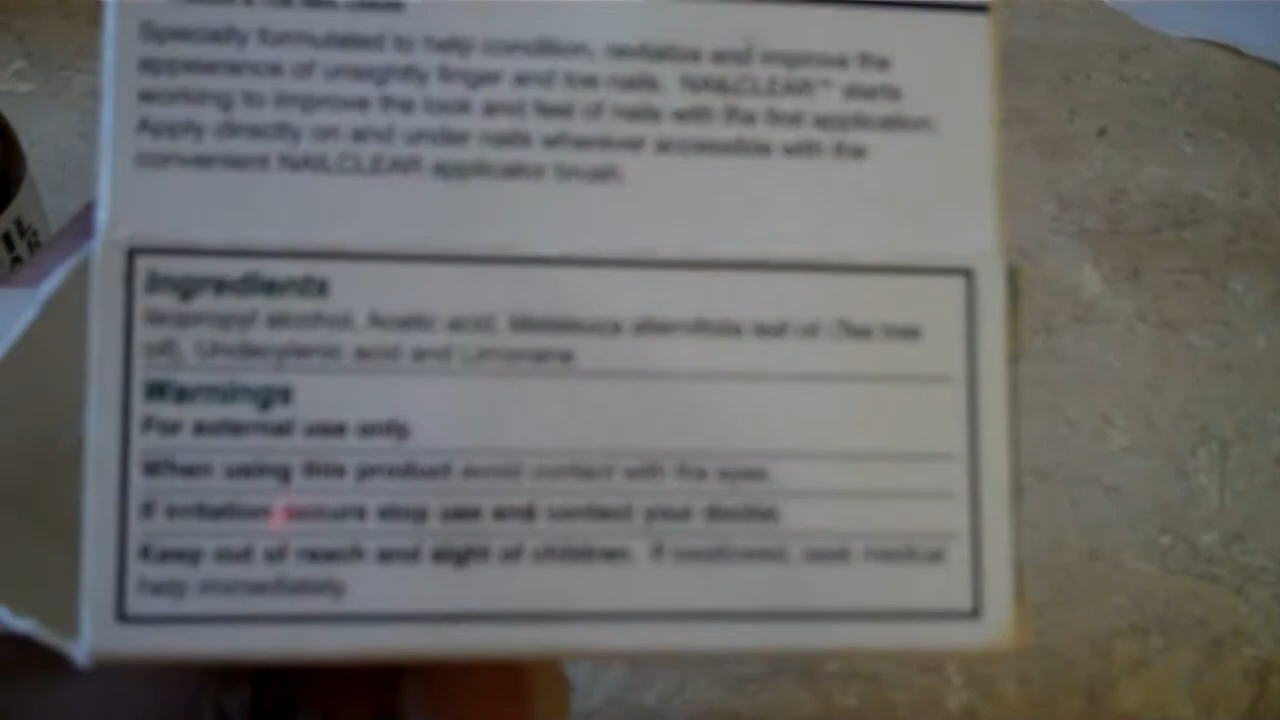 Specially formulated to help condition, revitalize and improve the
appearance of unsightly finger and toe nails. NAILCLEAR™ starts
working to improve the look and feel of nails with the first application.
Apply directly on and under nails wherever accessible with the
convenient NAILCLEAR applicator brush.
Ingredients
Isopropyl alcohol, Acetic acid, Melaleuca alternifolia leaf oil (Tea tree
oil), Undecylenic acid and Limonene
Warnings
For external use only.
When using this product avoid contact with the eyes.
If irritation occurs stop use and contact your doctor.
Keep out of reach and sight of children. If swallowed, seek medical
immediately.